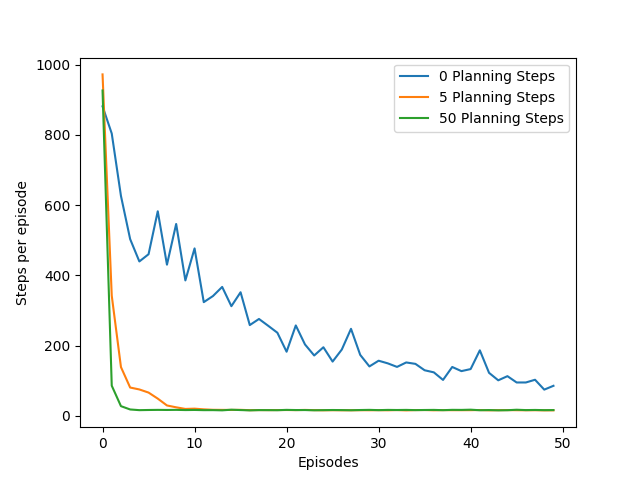 0 Planning Steps
5 Planning Steps
50 Planning Steps
1000
800
600
400
200
0
Steps per episode
0 10 20 30 40 50
Episodes